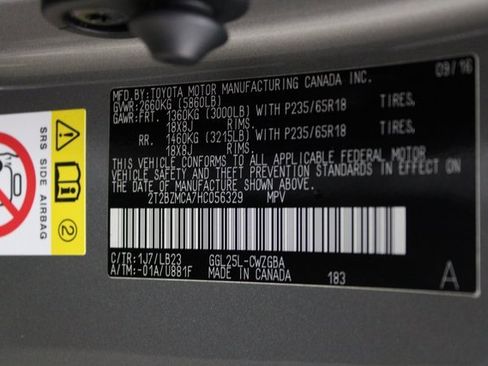 09/16
MFD.BY:TOYOTA MOTOR MANUFACTURING CANADA INC.
GVWR:2660KG (5860LB)
GAWR: FRT. 1360KG (3000LB) WITH P235/65R18 TIRES,
18X8J RIMS,
RR. 1460KG (3215LB) WITH P235/65R18 TIRES,
18X8J RIMS,
THIS VEHICLE CONFORMS TO ALL APPLICABLE FEDERAL MOTOR
VEHICLE SAFETY AND THEFT PREVENTION STANDARDS IN EFFECT ON
THE DATE OF MANUFACTURE SHOWN ABOVE.
2T2BZMCA7HC056329 MPV
C/TR:1J7/LB23 GGL25L-CWZGBA
A/TM:-01A/U881F MADE IN CANADA 183
A
SRS SIDE AIRBAG
2